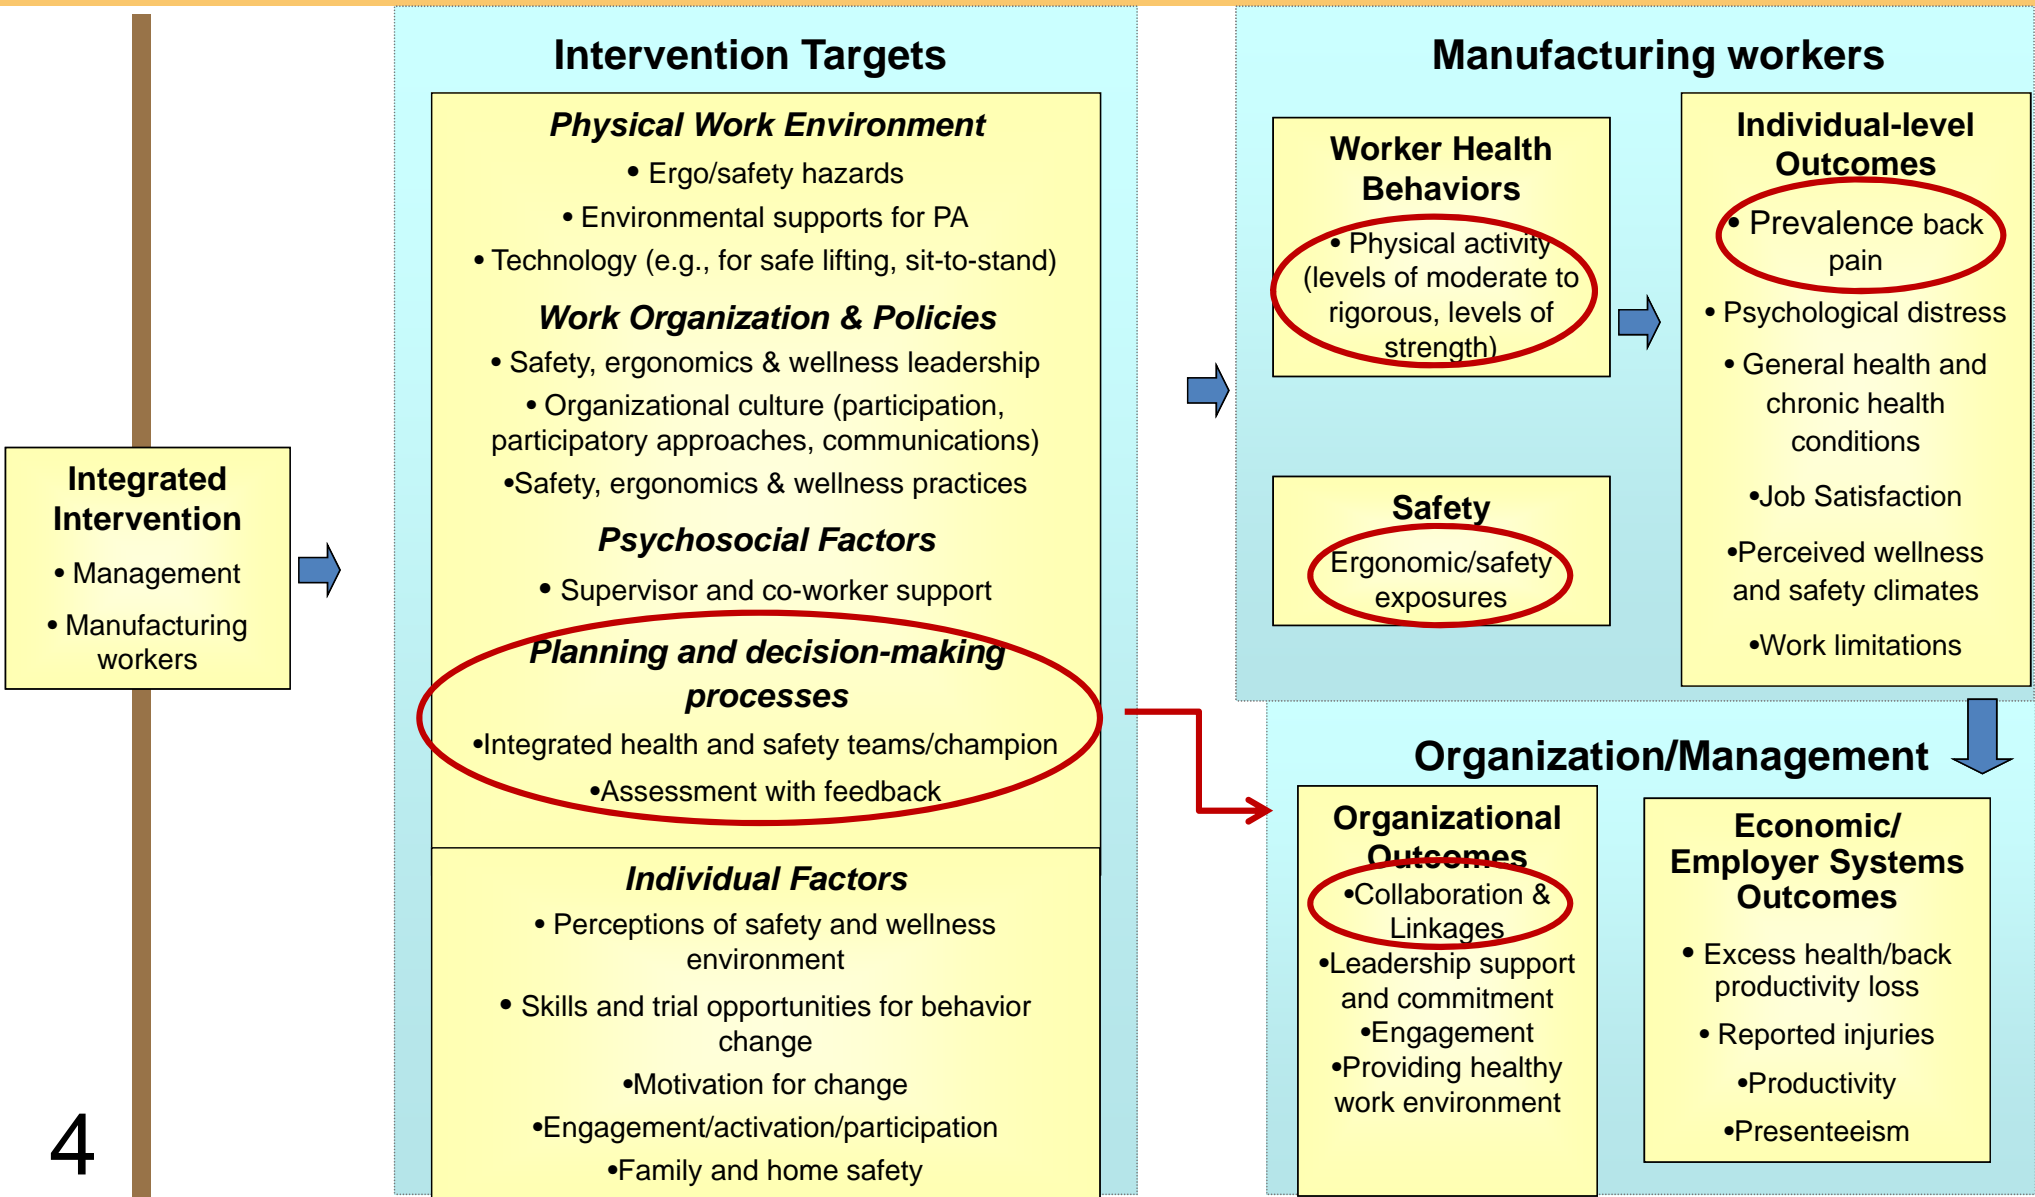 Integrated
Intervention
• Management
• Manufacturing
workers
4
Intervention Targets
Physical Work Environment
• Ergo/safety hazards
• Environmental supports for PA
• Technology (e.g., for safe lifting, sit-to-stand)
Work Organization & Policies
• Safety, ergonomics & wellness leadership
• Organizational culture (participation,
participatory approaches, communications)
•Safety, ergonomics & wellness practices
Psychosocial Factors
• Supervisor and co-worker support
Planning and decision-making
processes
•Integrated health and safety teams/champion
•Assessment with feedback
Individual Factors
• Perceptions of safety and wellness
environment
• Skills and trial opportunities for behavior
change
•Motivation for change
•Engagement/activation/participation
•Family and home safety
Manufacturing workers
Worker Health
Behaviors
• Physical activity
(levels of moderate to
rigorous, levels of
strength)
Safety
Ergonomic/safety
exposures
Individual-level
Outcomes
• Prevalence back
pain
• Psychological distress
• General health and
chronic health
conditions
•Job Satisfaction
•Perceived wellness
and safety climates
•Work limitations
Organization/Management
Organizational
Outcomes
•Collaboration &
Linkages
•Leadership support
and commitment
•Engagement
•Providing healthy
work environment
Economic/
Employer Systems
Outcomes
• Excess health/back
productivity loss
• Reported injuries
•Productivity
•Presenteeism